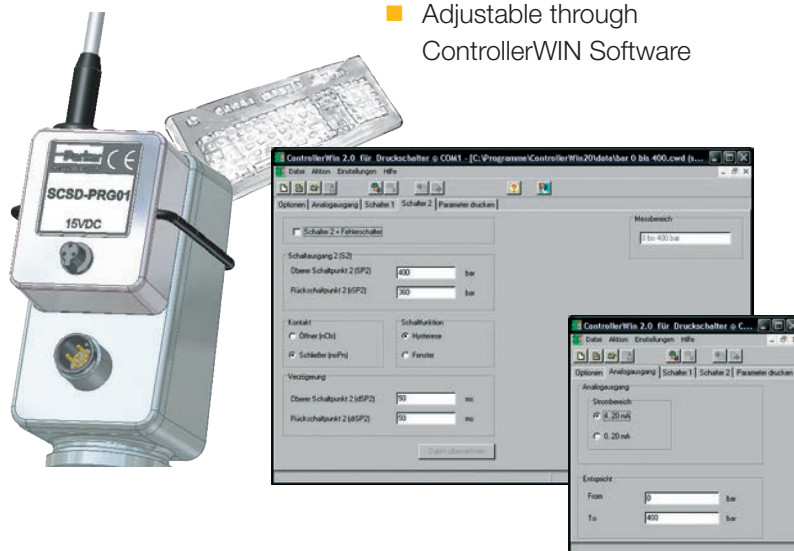 Adjustable through
ControllerWIN Software
Parker CE
SCSD-PRG01
15VDC
ControllerWin 2.0 für Druckschalter @ COM1 - [C:\Programme\ControllerWin20\data\bar 0 bis 400.cwd (s...
Datei Aktion Einstellungen Hilfe
Optionen Analogausgang Schalter 1 Schalter 2 Parameter drucken
Schalter 2 = Fehlerschalter
Messbereich
0 bis 400 bar
Schaltausgang 2 (S2)
Oberer Schaltpunkt 2 (SP2) 400 bar
Rückschaltpunkt 2 (rSP2) 360 bar
Kontakt
Öffner (nCls)
Schließer (noPn)
Schaltfunktion
Hysterese
Fenster
Verzögerung
Oberer Schaltpunkt 2 (dSP2) 50 ms
Rückschaltpunkt 2 (drSP2) 50 ms
Daten übernehmen
ControllerWin 2.0 für Druckschalter @ C...
Datei Aktion Einstellungen Hilfe
Optionen Analogausgang Schalter 1 Schalter 2 Parameter drucken
Analogausgang
Strombereich
4..20 mA
0..20 mA
Entspricht
From 0 bar
To 400 bar